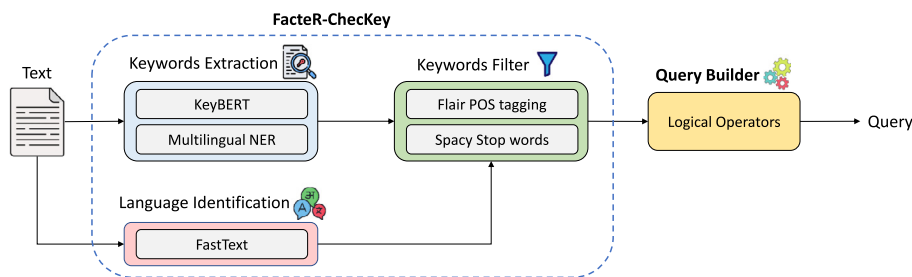 FacteR-ChecKey
Text
Keywords Extraction
KeyBERT
Multilingual NER
Keywords Filter
Flair POS tagging
Spacy Stop words
Query Builder
Logical Operators
Query
Language Identification
FastText